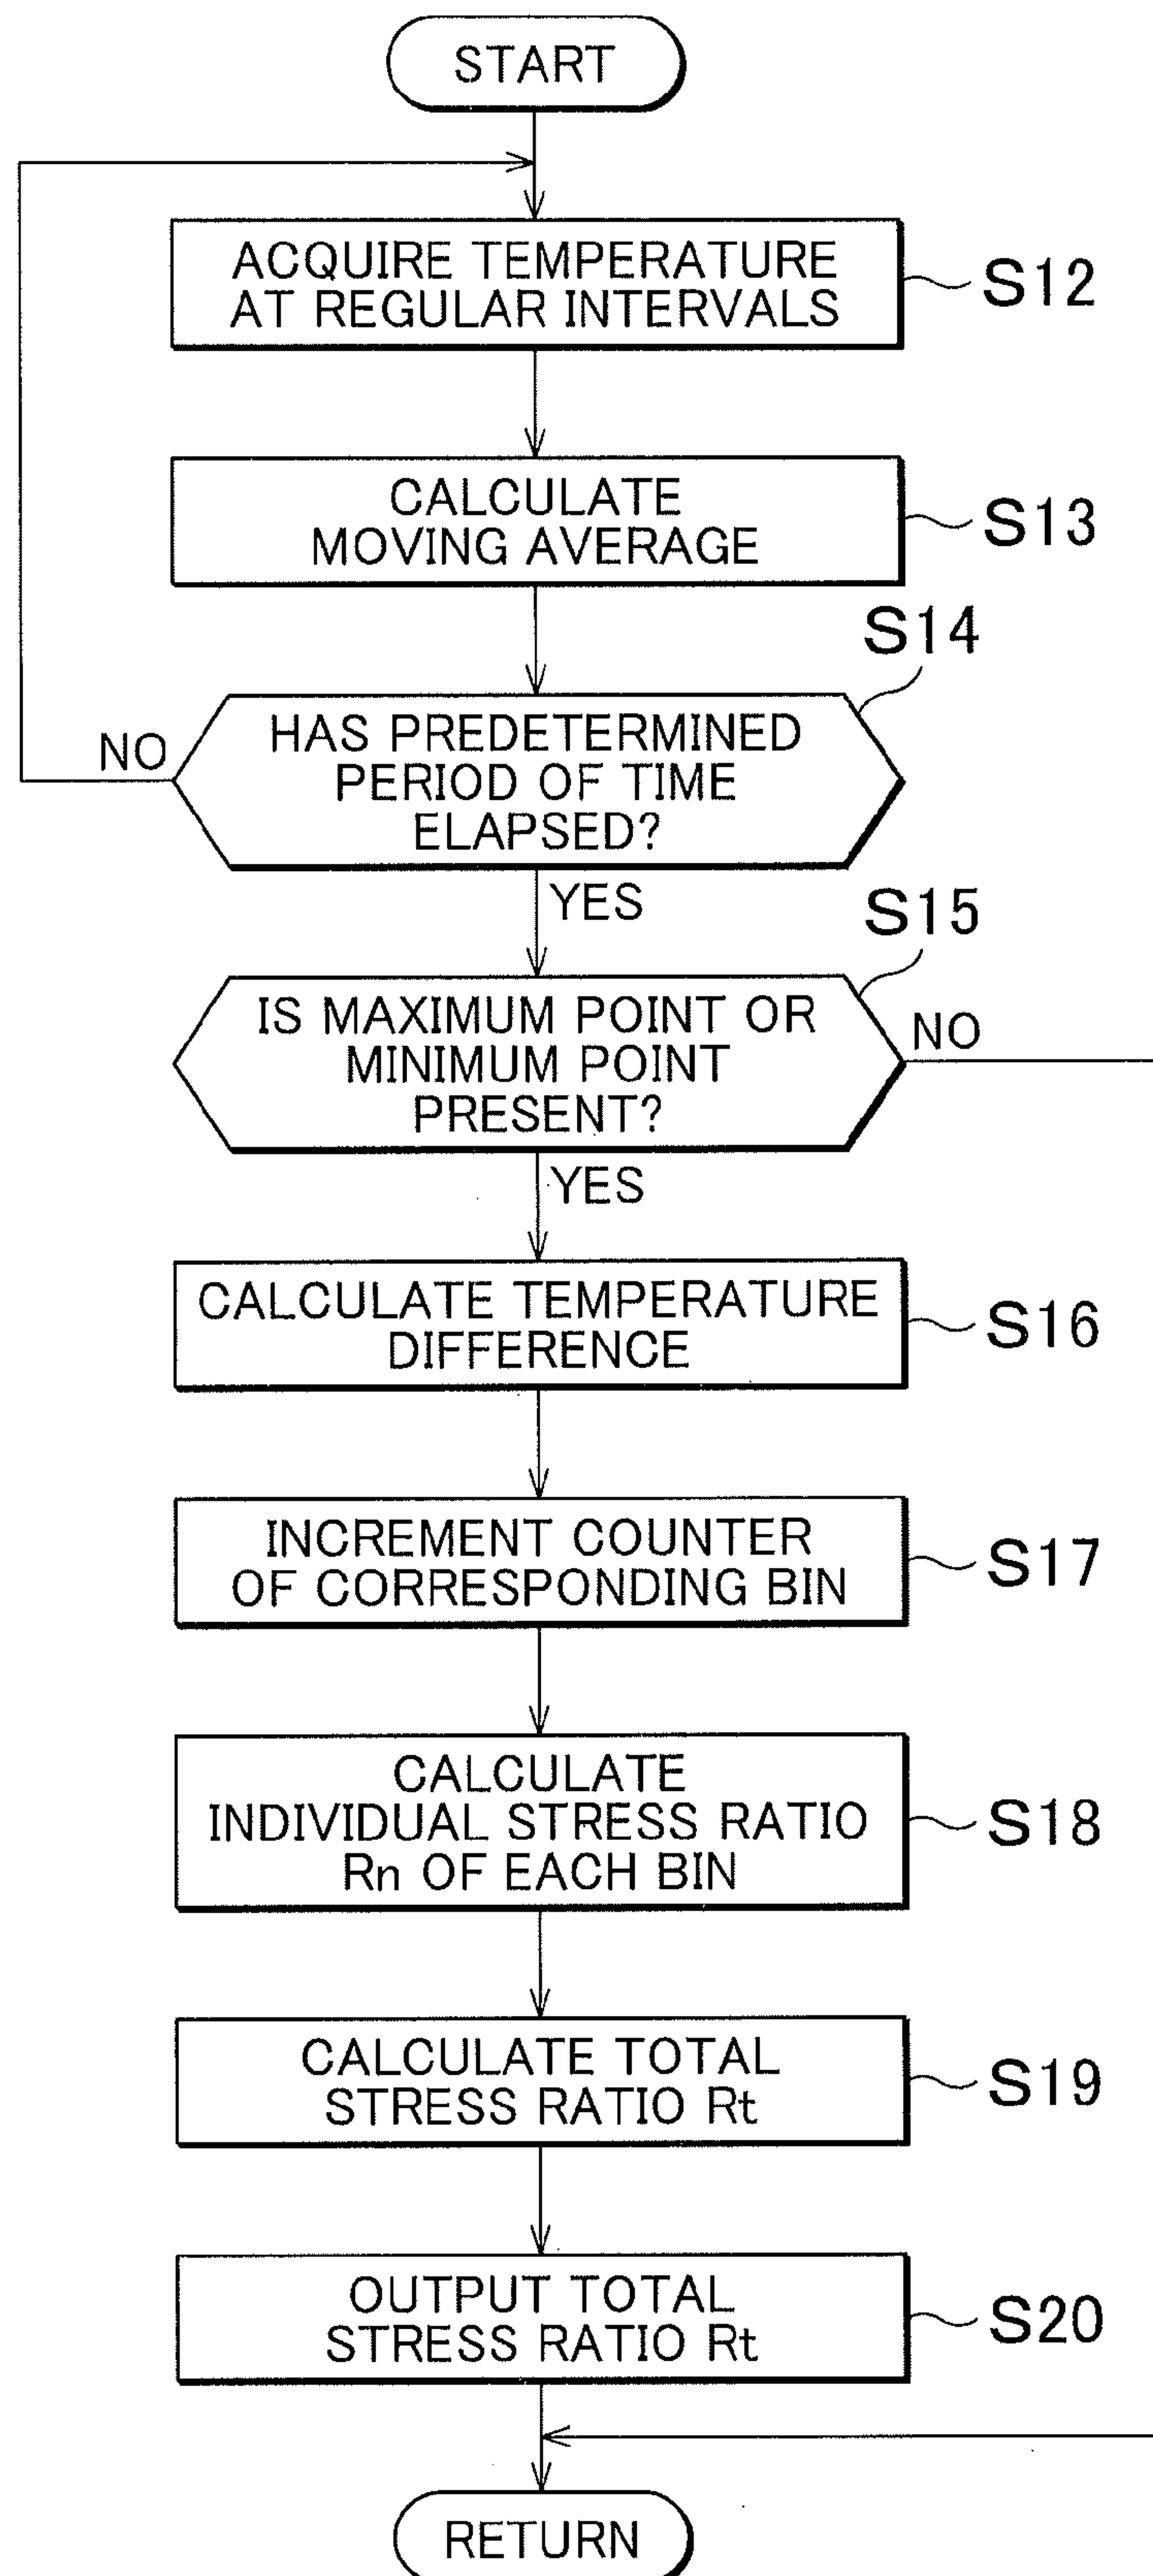 START
ACQUIRE TEMPERATURE
AT REGULAR INTERVALS
S12
CALCULATE
MOVING AVERAGE
S13
S14
HAS PREDETERMINED
PERIOD OF TIME
ELAPSED?
NO
YES
S15
IS MAXIMUM POINT OR
MINIMUM POINT
PRESENT?
NO
YES
CALCULATE TEMPERATURE
DIFFERENCE
S16
INCREMENT COUNTER
OF CORRESPONDING BIN
S17
CALCULATE
INDIVIDUAL STRESS RATIO
Rn OF EACH BIN
S18
CALCULATE TOTAL
STRESS RATIO Rt
S19
OUTPUT TOTAL
STRESS RATIO Rt
S20
RETURN